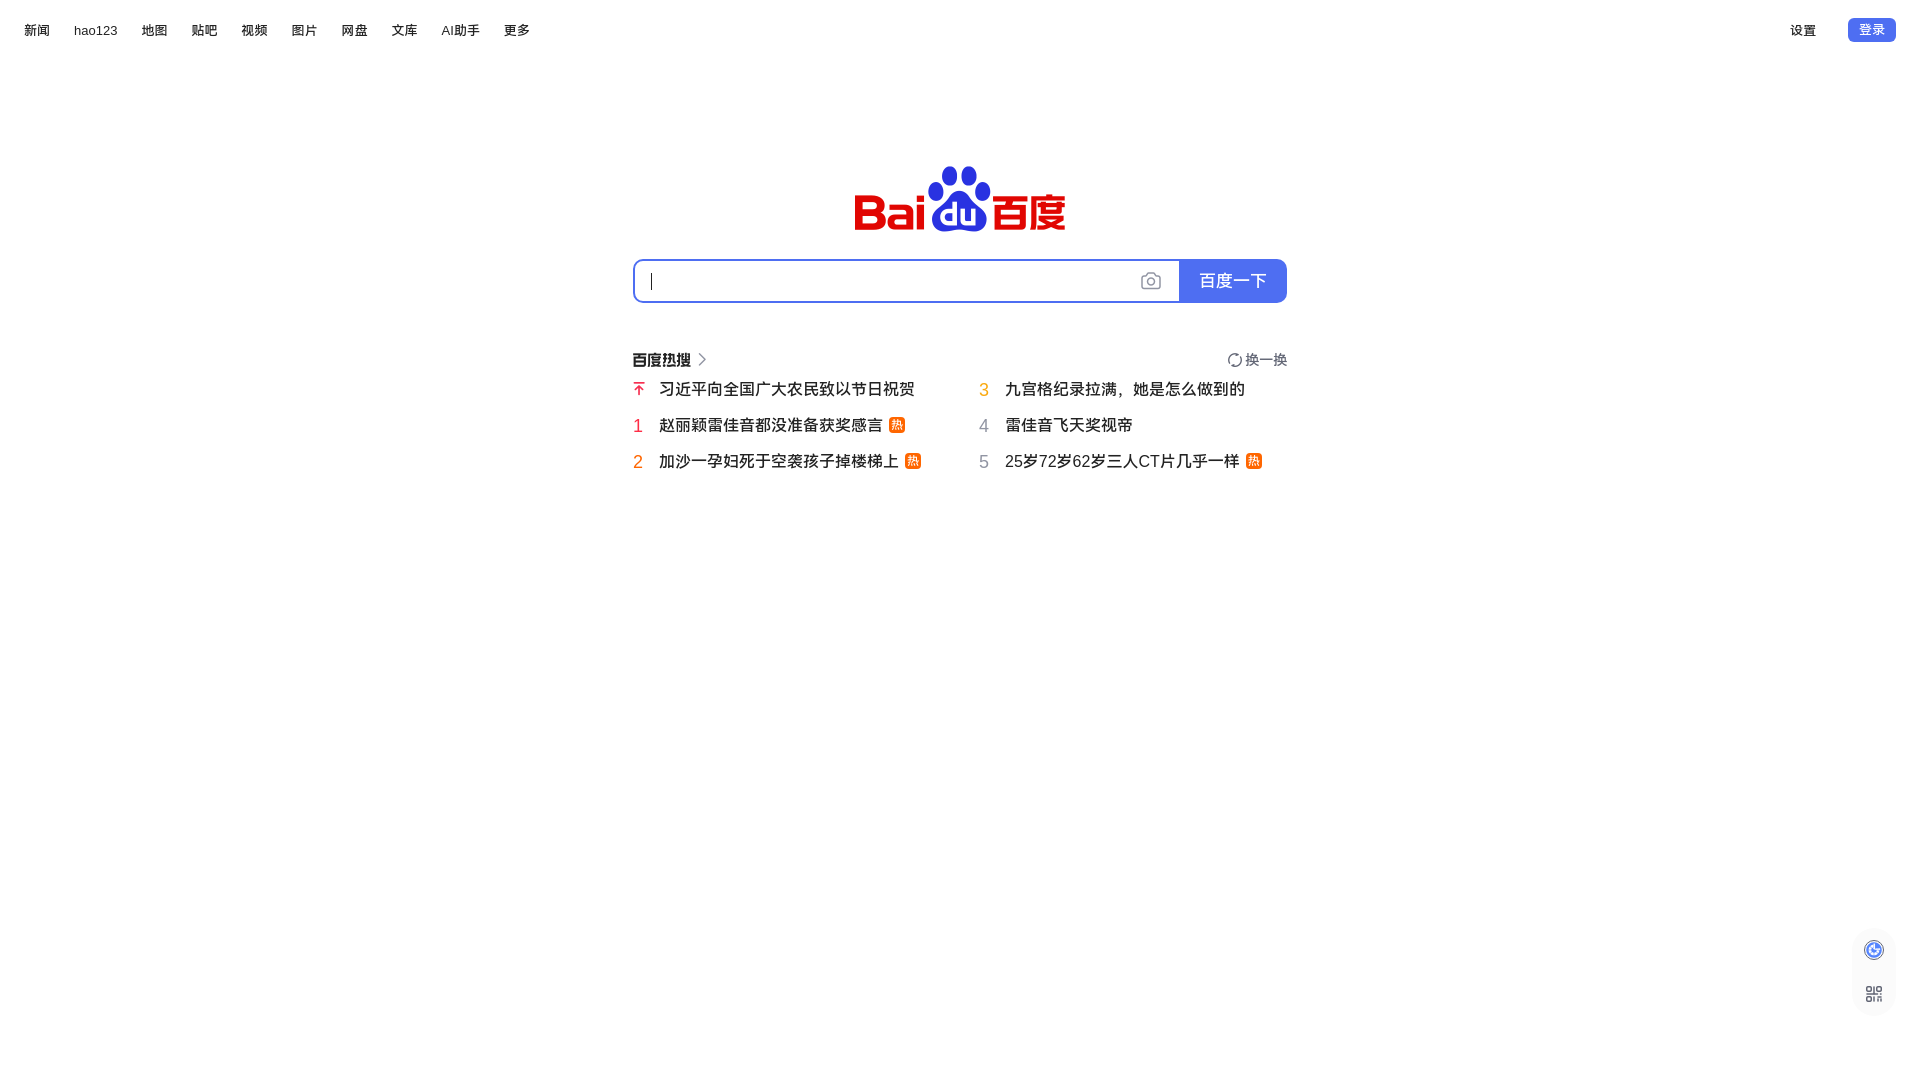 新闻 hao123 地图 贴吧 视频 图片 网盘 文库 AI助手 更多 设置 登录
Bai du 百度
百度一下
百度热搜 换一换
习近平向全国广大农民致以节日祝贺
1 赵丽颖雷佳音都没准备获奖感言 热
2 加沙一孕妇死于空袭孩子掉楼梯上 热
3 九宫格纪录拉满，她是怎么做到的
4 雷佳音飞天奖视帝
5 25岁72岁62岁三人CT片几乎一样 热